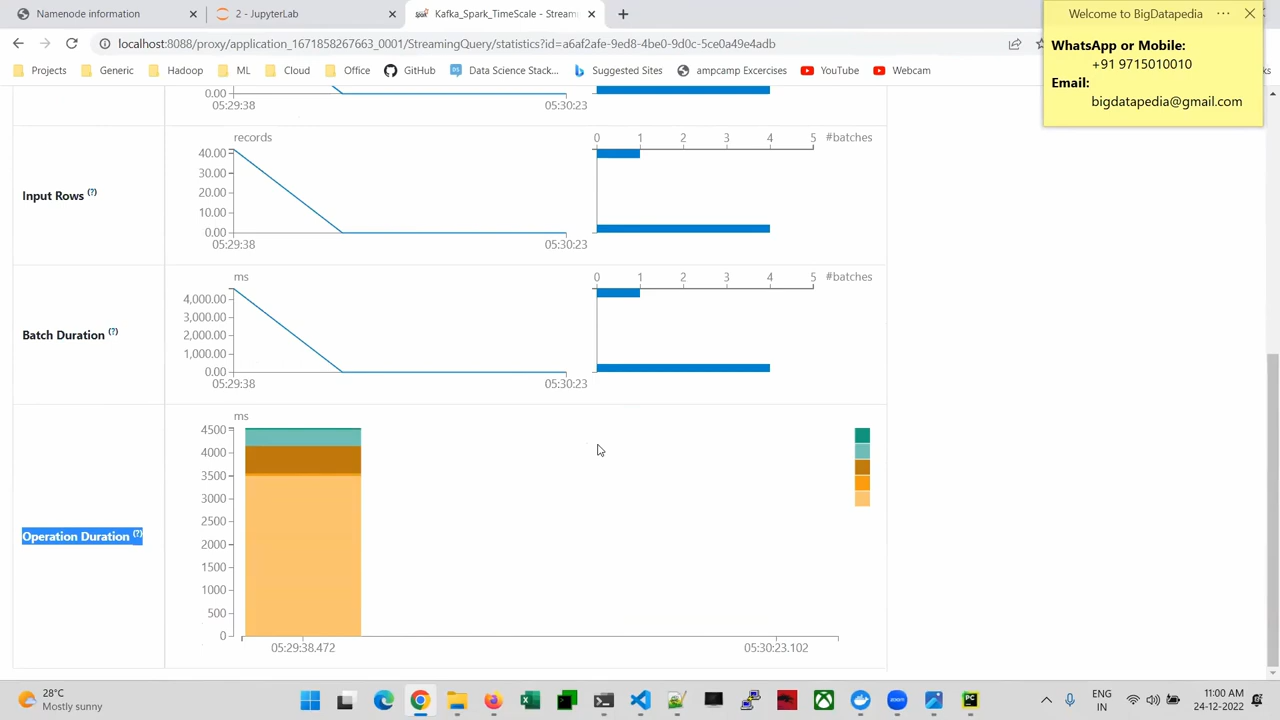 Namenode information
2 - JupyterLab
Kafka_Spark_TimeScale - Stream
localhost:8088/proxy/application_1671858267663_0001/StreamingQuery/statistics?id=a6af2afe-9ed8-4be0-9d0c-5ce0a49e4adb
Projects
Generic
Hadoop
ML
Cloud
Office
GitHub
Data Science Stack...
Suggested Sites
ampcamp Excercises
YouTube
Webcam
Welcome to BigDatapedia
WhatsApp or Mobile:
+91 9715010010
Email:
bigdatapedia@gmail.com
0.00
05:29:38 05:30:23
Input Rows (?)
records
40.00
30.00
20.00
10.00
0.00
05:29:38 05:30:23
0 1 2 3 4 5 #batches
Batch Duration (?)
ms
4,000.00
3,000.00
2,000.00
1,000.00
0.00
05:29:38 05:30:23
0 1 2 3 4 5 #batches
Operation Duration (?)
ms
4500
4000
3500
3000
2500
2000
1500
1000
500
0
05:29:38.472 05:30:23.102
28°C
Mostly sunny
ENG
IN
11:00 AM
24-12-2022